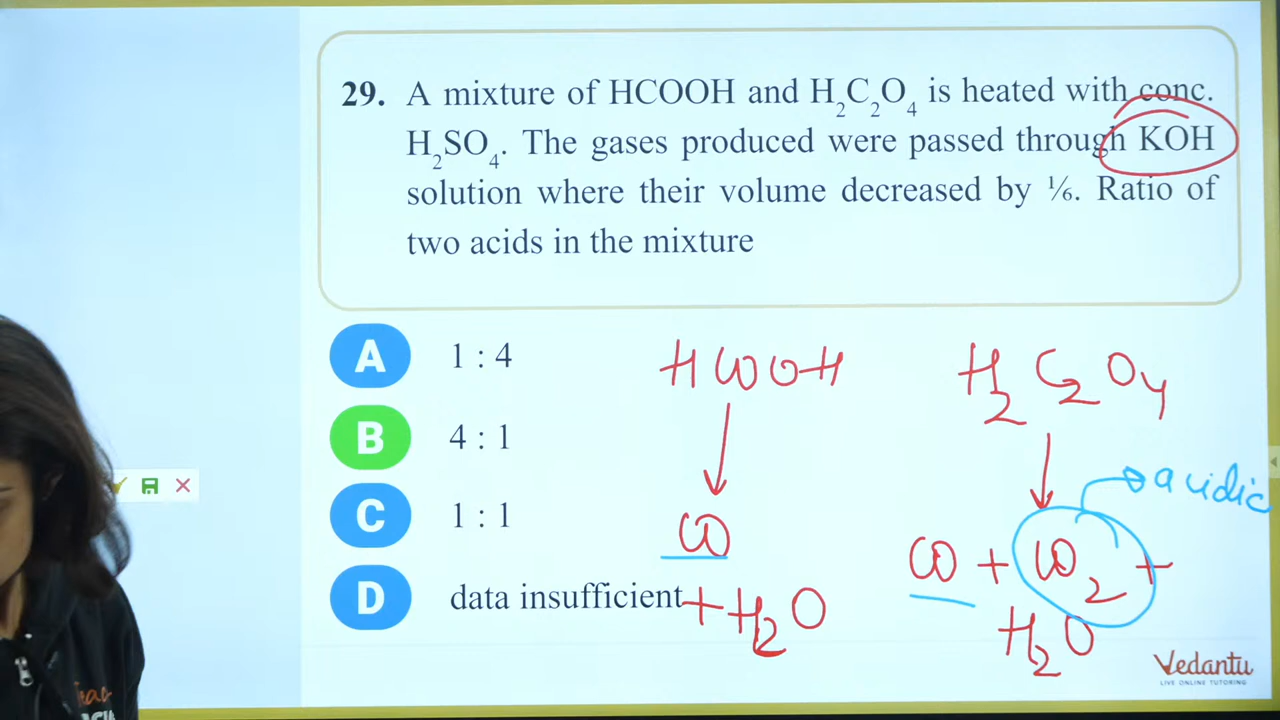 29. A mixture of HCOOH and H₂C₂O₄ is heated with conc.
H₂SO₄. The gases produced were passed through KOH
solution where their volume decreased by ⅙. Ratio of
two acids in the mixture
A 1 : 4
B 4 : 1
C 1 : 1
D data insufficient
HCOOH
CO
+ H₂O
H₂C₂O₄
CO + CO₂ +
H₂O
acidic
Vedantu
LIVE ONLINE TUTORING